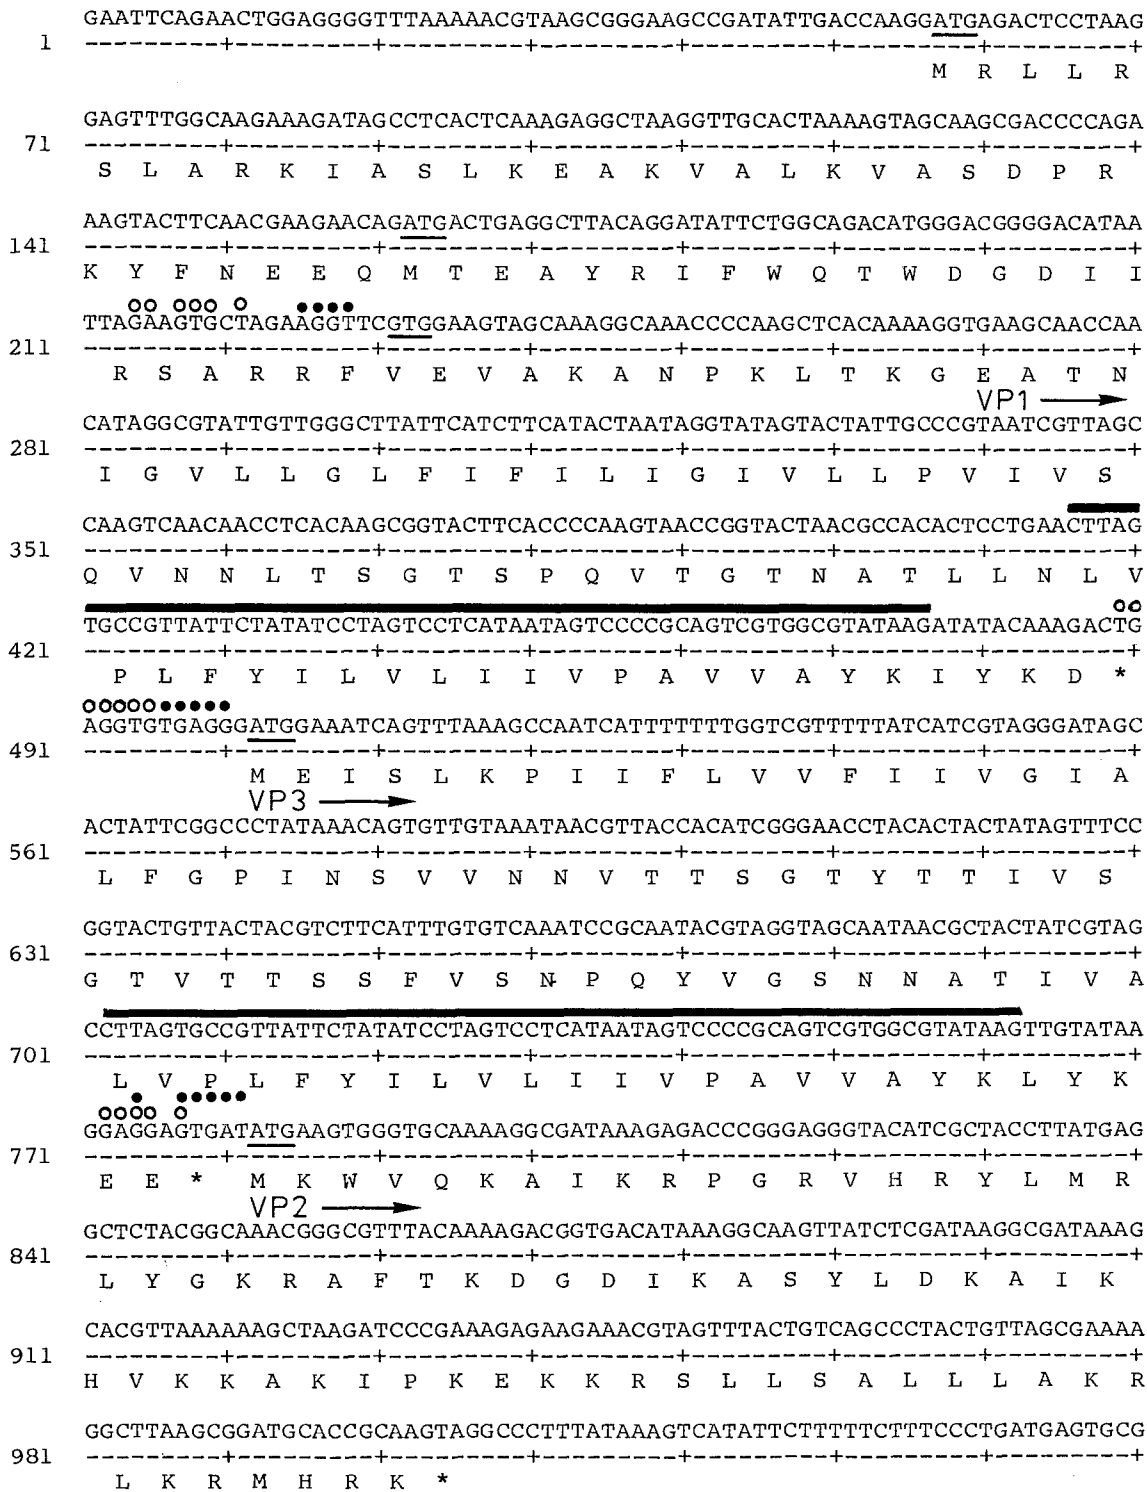 GAATTCAGAACTGGAGGGGTTTAAAAACGTAAGCGGGAAGCCGATATTGACCAAGGATGAGACTCCTAAG
1 ---------+---------+---------+---------+---------+---------+---------+
M R L L R
GAGTTTGGCAAGAAAGATAGCCTCACTCAAAGAGGCTAAGGTTGCACTAAAAGTAGCAAGCGACCCCAGA
71 ---------+---------+---------+---------+---------+---------+---------+
S L A R K I A S L K E A K V A L K V A S D P R
AAGTACTTCAACGAAGAACAGATGACTGAGGCTTACAGGATATTCTGGCAGACATGGGACGGGGACATAA
141 ---------+---------+---------+---------+---------+---------+---------+
K Y F N E E Q M T E A Y R I F W Q T W D G D I I
TTAGAAGTGCTAGAAGGTTCGTGGAAGTAGCAAAGGCAAACCCCAAGCTCACAAAAGGTGAAGCAACCAA
211 ---------+---------+---------+---------+---------+---------+---------+
R S A R R F V E V A K A N P K L T K G E A T N
VP1
CATAGGCGTATTGTTGGGCTTATTCATCTTCATACTAATAGGTATAGTACTATTGCCCGTAATCGTTAGC
281 ---------+---------+---------+---------+---------+---------+---------+
I G V L L G L F I F I L I G I V L L P V I V S
CAAGTCAACAACCTCACAAGCGGTACTTCACCCCAAGTAACCGGTACTAACGCCACACTCCTGAACTTAG
351 ---------+---------+---------+---------+---------+---------+---------+
Q V N N L T S G T S P Q V T G T N A T L L N L V
TGCCGTTATTCTATATCCTAGTCCTCATAATAGTCCCCGCAGTCGTGGCGTATAAGATATACAAAGACTG
421 ---------+---------+---------+---------+---------+---------+---------+
P L F Y I L V L I I V P A V V A Y K I Y K D *
AGGTGTGAGGGATGGAAATCAGTTTAAAGCCAATCATTTTTTTGGTCGTTTTTATCATCGTAGGGATAGC
491 ---------+---------+---------+---------+---------+---------+---------+
M E I S L K P I I F L V V F I I V G I A
VP3
ACTATTCGGCCCTATAAACAGTGTTGTAAATAACGTTACCACATCGGGAACCTACACTACTATAGTTTCC
561 ---------+---------+---------+---------+---------+---------+---------+
L F G P I N S V V N N V T T S G T Y T T I V S
GGTACTGTTACTACGTCTTCATTTGTGTCAAATCCGCAATACGTAGGTAGCAATAACGCTACTATCGTAG
631 ---------+---------+---------+---------+---------+---------+---------+
G T V T T S S F V S N P Q Y V G S N N A T I V A
CCTTAGTGCCGTTATTCTATATCCTAGTCCTCATAATAGTCCCCGCAGTCGTGGCGTATAAGTTGTATAA
701 ---------+---------+---------+---------+---------+---------+---------+
L V P L F Y I L V L I I V P A V V A Y K L Y K
GGAGGAGTGATATGAAGTGGGTGCAAAAGGCGATAAAGAGACCCGGGAGGGTACATCGCTACCTTATGAG
771 ---------+---------+---------+---------+---------+---------+---------+
E E * M K W V Q K A I K R P G R V H R Y L M R
VP2
GCTCTACGGCAAACGGGCGTTTACAAAAGACGGTGACATAAAGGCAAGTTATCTCGATAAGGCGATAAAG
841 ---------+---------+---------+---------+---------+---------+---------+
L Y G K R A F T K D G D I K A S Y L D K A I K
CACGTTAAAAAAGCTAAGATCCCGAAAGAGAAGAAACGTAGTTTACTGTCAGCCCTACTGTTAGCGAAAA
911 ---------+---------+---------+---------+---------+---------+---------+
H V K K A K I P K E K K R S L L S A L L L A K R
GGCTTAAGCGGATGCACCGCAAGTAGGCCCTTTATAAAGTCATATTCTTTTTCTTTCCCTGATGAGTGCG
981 ---------+---------+---------+---------+---------+---------+---------+
L K R M H R K *